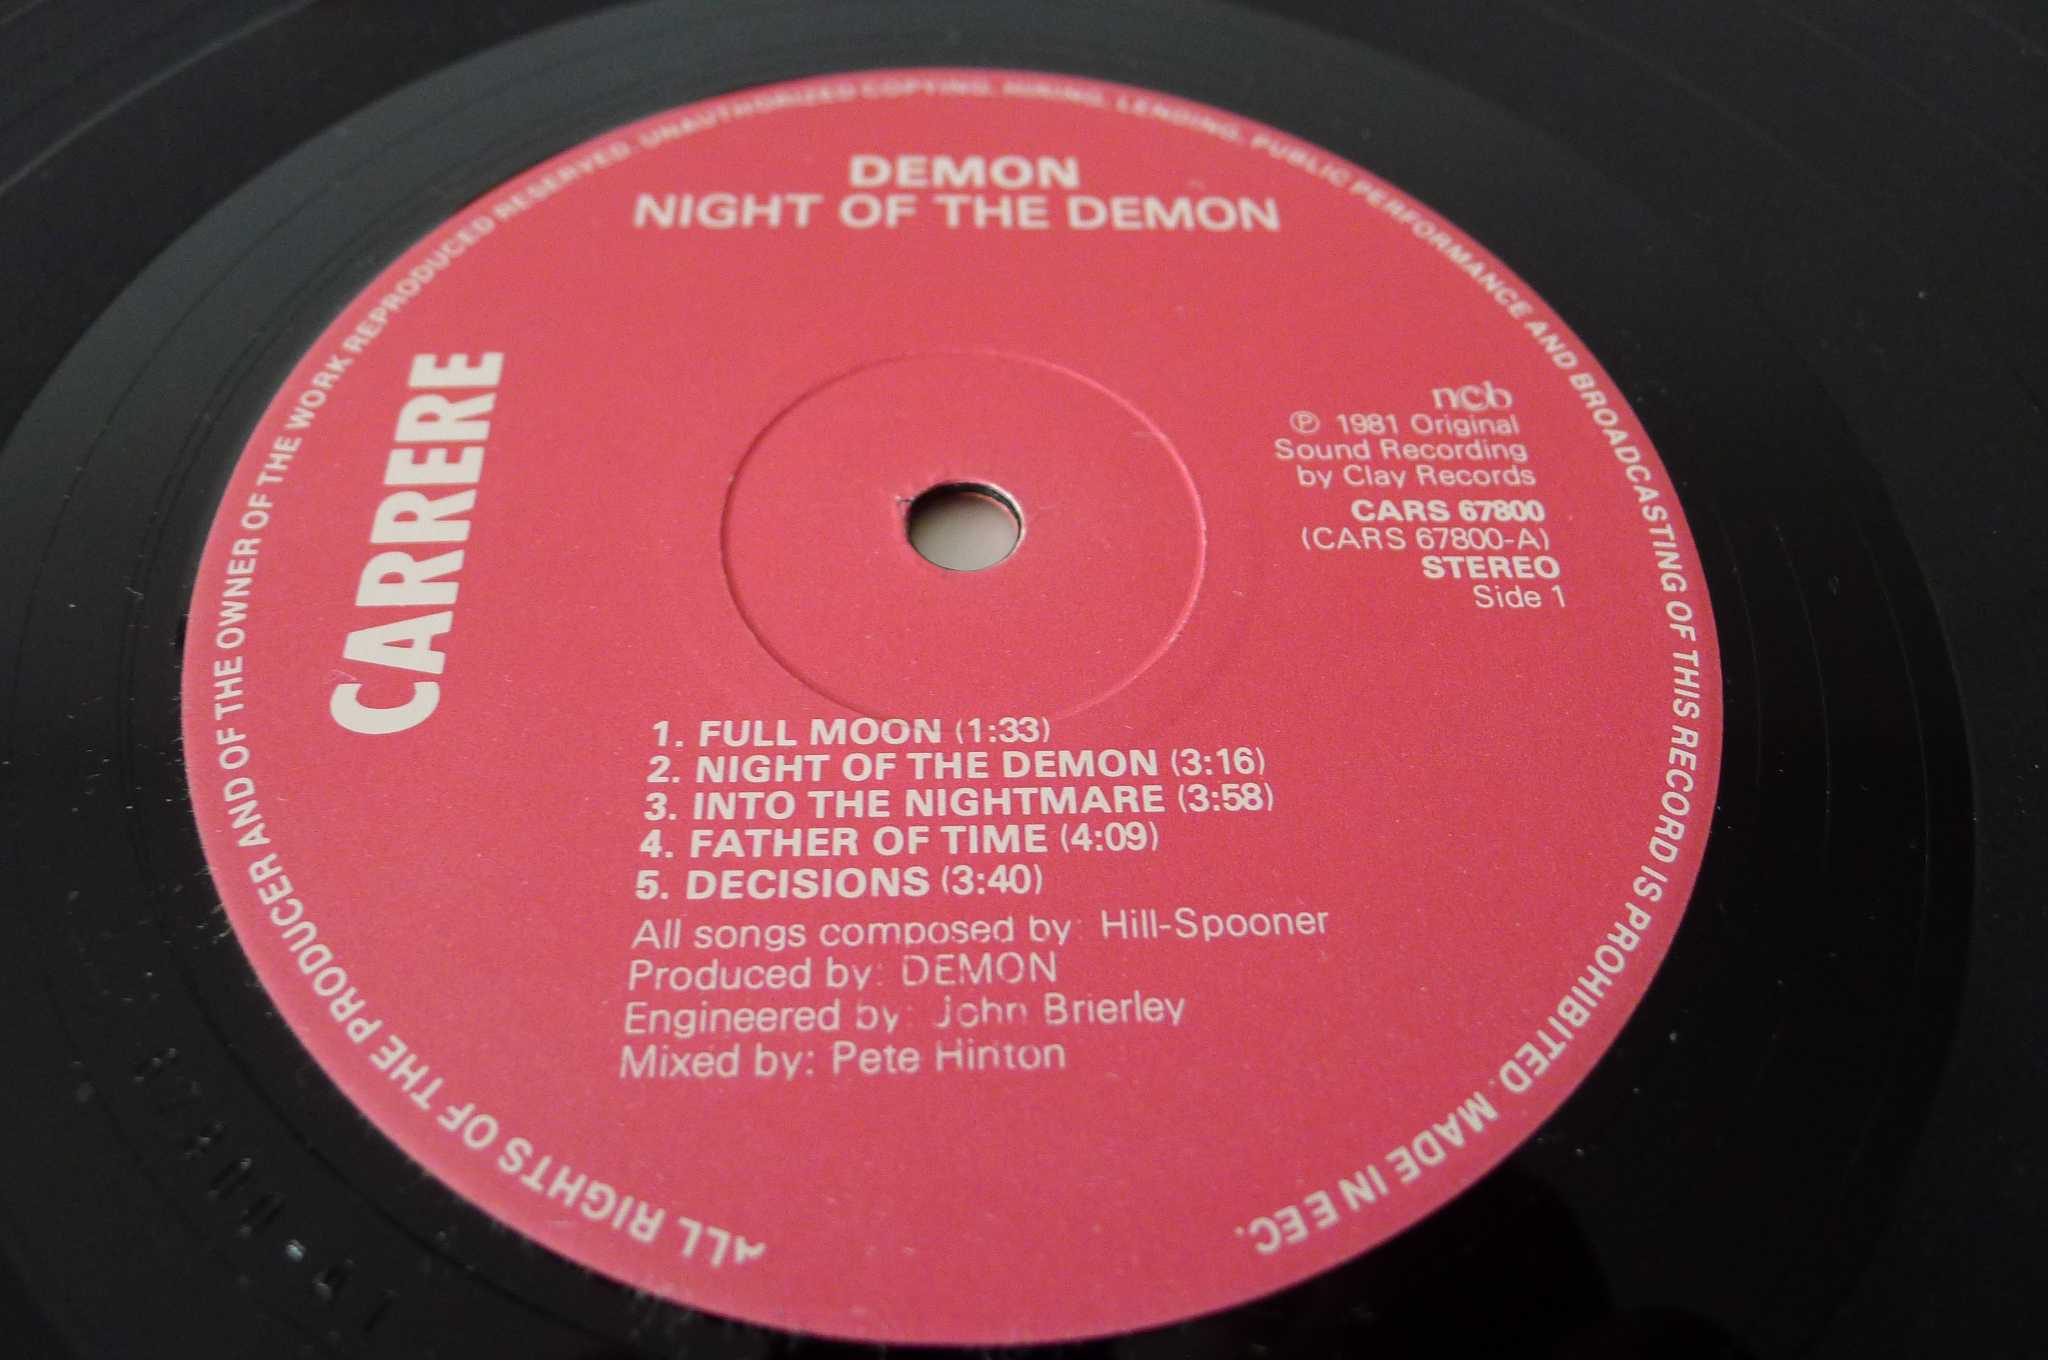 DEMON
NIGHT OF THE DEMON
CARRERE
ncb
℗ 1981 Original
Sound Recording
by Clay Records
CARS 67800
(CARS 67800-A)
STEREO
Side 1
1. FULL MOON (1:33)
2. NIGHT OF THE DEMON (3:16)
3. INTO THE NIGHTMARE (3:58)
4. FATHER OF TIME (4:09)
5. DECISIONS (3:40)
All songs composed by: Hill-Spooner
Produced by: DEMON
Engineered by: John Brierley
Mixed by: Pete Hinton
ALL RIGHTS OF THE PRODUCER AND OF THE OWNER OF THE WORK REPRODUCED RESERVED. UNAUTHORIZED COPYING, HIRING, LENDING, PUBLIC PERFORMANCE AND BROADCASTING OF THIS RECORD IS PROHIBITED. MADE IN EEC.